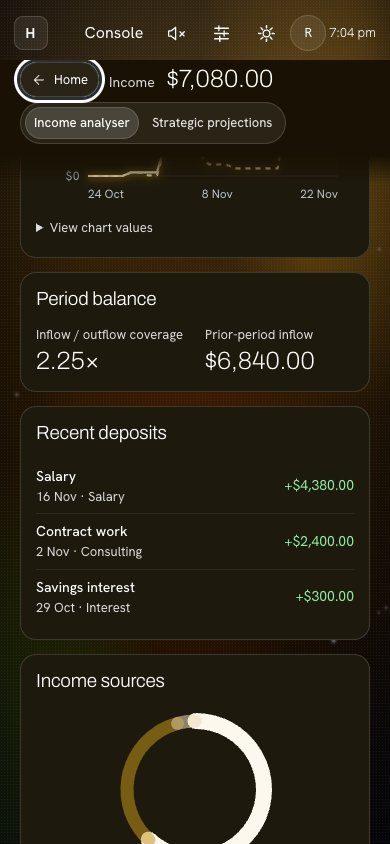 H Console R 7:04 pm
← Home Income $7,080.00
Income analyser Strategic projections
$0
24 Oct 8 Nov 22 Nov
▶ View chart values
Period balance
Inflow / outflow coverage Prior-period inflow
2.25× $6,840.00
Recent deposits
Salary
16 Nov · Salary
+$4,380.00
Contract work
2 Nov · Consulting
+$2,400.00
Savings interest
29 Oct · Interest
+$300.00
Income sources